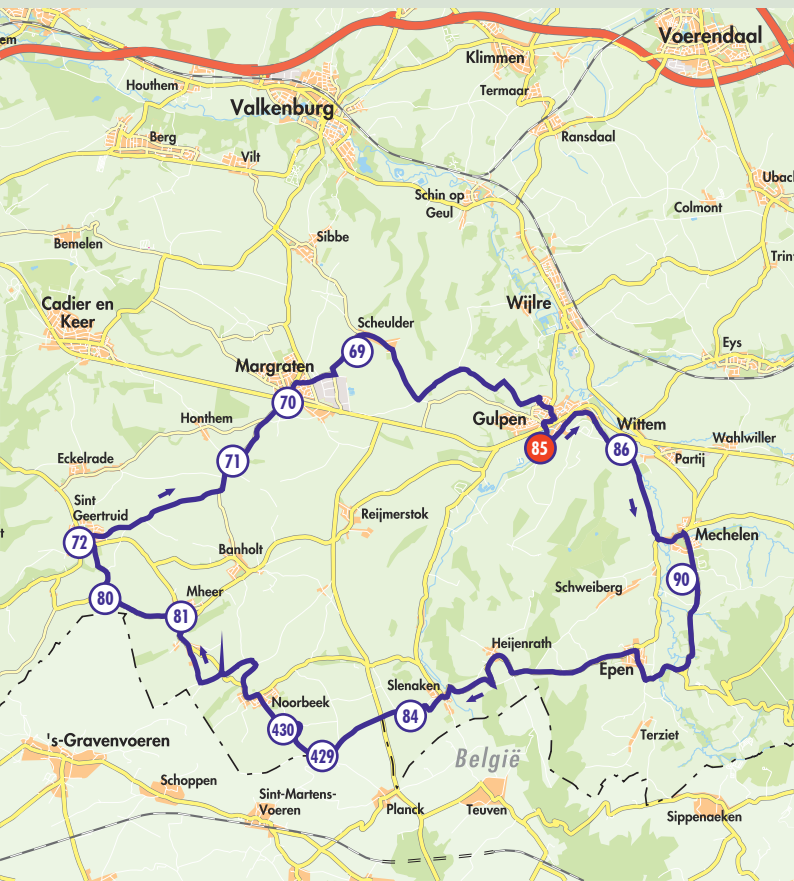 em
Voerendaal
Klimmen
Houthem
Termaar
Valkenburg
Berg
Ransdaal
Vilt
Ubach
Schin op
Geul
Colmont
Sibbe
Bemelen
Trin
Cadier en
Keer
Wijlre
Scheulder
Eys
69
Margraten
70
Honthem
Gulpen
Wittem
85
86
Wahlwiller
Partij
71
Eckelrade
Sint
Geertruid
Reijmerstok
t
72
Mechelen
Banholt
90
Schweiberg
80
Mheer
81
Heijenrath
Epen
Slenaken
Noorbeek
84
430
Terziet
's-Gravenvoeren
429
België
Schoppen
Sint-Martens-
Voeren
Planck
Teuven
Sippenaeken